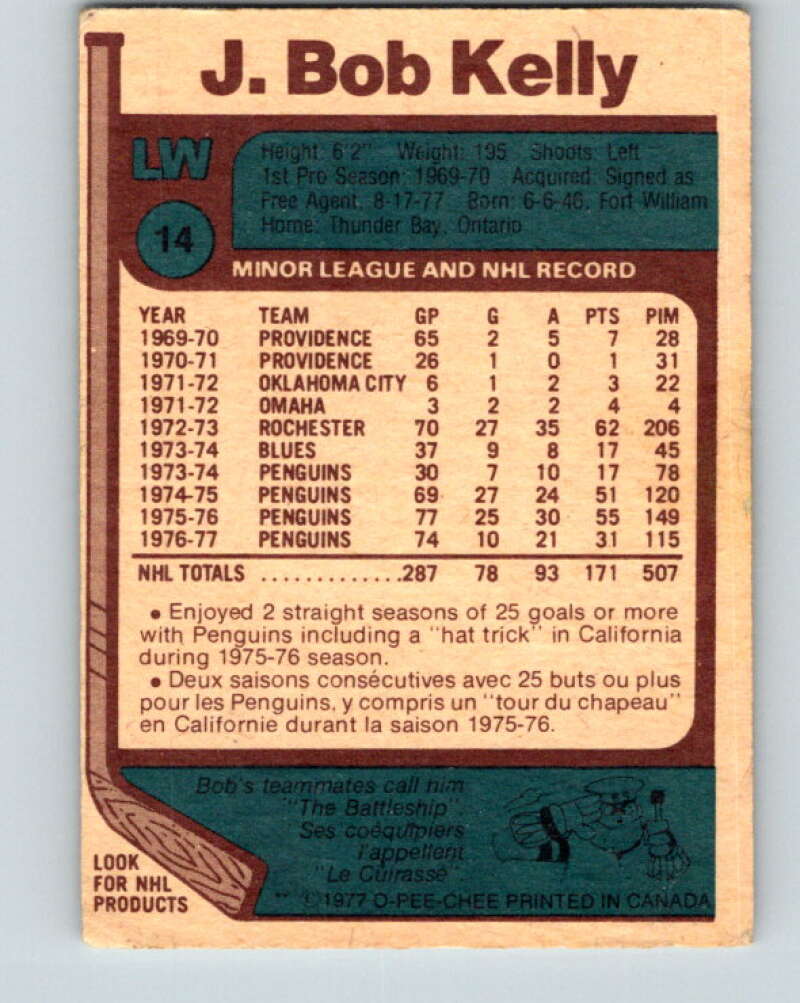 J. Bob Kelly
LW
14
Height: 6'2" Weight: 195 Shoots: Left
1st Pro Season: 1969-70 Acquired: Signed as
Free Agent, 8-17-77 Born: 6-6-46, Fort William
Home: Thunder Bay, Ontario
MINOR LEAGUE AND NHL RECORD
YEAR TEAM GP G A PTS PIM
1969-70 PROVIDENCE 65 2 5 7 28
1970-71 PROVIDENCE 26 1 0 1 31
1971-72 OKLAHOMA CITY 6 1 2 3 22
1971-72 OMAHA 3 2 2 4 4
1972-73 ROCHESTER 70 27 35 62 206
1973-74 BLUES 37 9 8 17 45
1973-74 PENGUINS 30 7 10 17 78
1974-75 PENGUINS 69 27 24 51 120
1975-76 PENGUINS 77 25 30 55 149
1976-77 PENGUINS 74 10 21 31 115
NHL TOTALS .............287 78 93 171 507
• Enjoyed 2 straight seasons of 25 goals or more
with Penguins including a "hat trick" in California
during 1975-76 season.
• Deux saisons consécutives avec 25 buts ou plus
pour les Penguins, y compris un "tour du chapeau"
en Californie durant la saison 1975-76.
Bob's teammates call him
"The Battleship".
Ses coéquipiers
l'appellent
"Le Cuirassé".
LOOK
FOR NHL
PRODUCTS
** ©1977 O-PEE-CHEE PRINTED IN CANADA